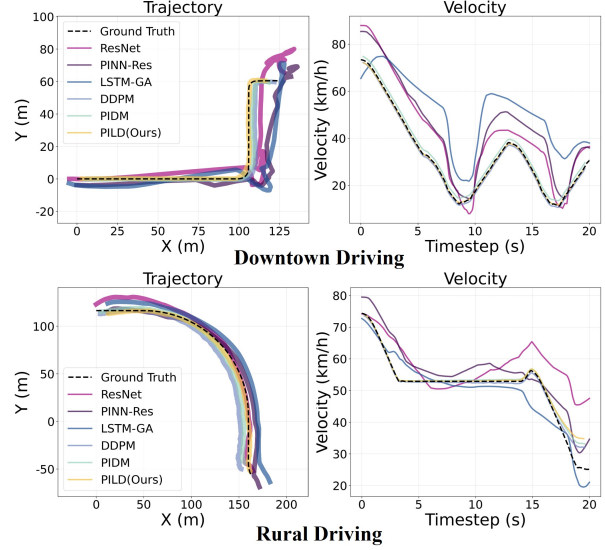 Trajectory
Velocity
100
80
60
40
20
0
-20
Y (m)
Ground Truth
ResNet
PINN-Res
LSTM-GA
DDPM
PIDM
PILD(Ours)
0 25 50 75 100 125
X (m)
80
60
40
20
Velocity (km/h)
0 5 10 15 20
Timestep (s)
Downtown Driving
Trajectory
Velocity
100
50
0
-50
Y (m)
Ground Truth
ResNet
PINN-Res
LSTM-GA
DDPM
PIDM
PILD(Ours)
0 50 100 150 200
X (m)
90
80
70
60
50
40
30
20
Velocity (km/h)
0 5 10 15 20
Timestep (s)
Rural Driving